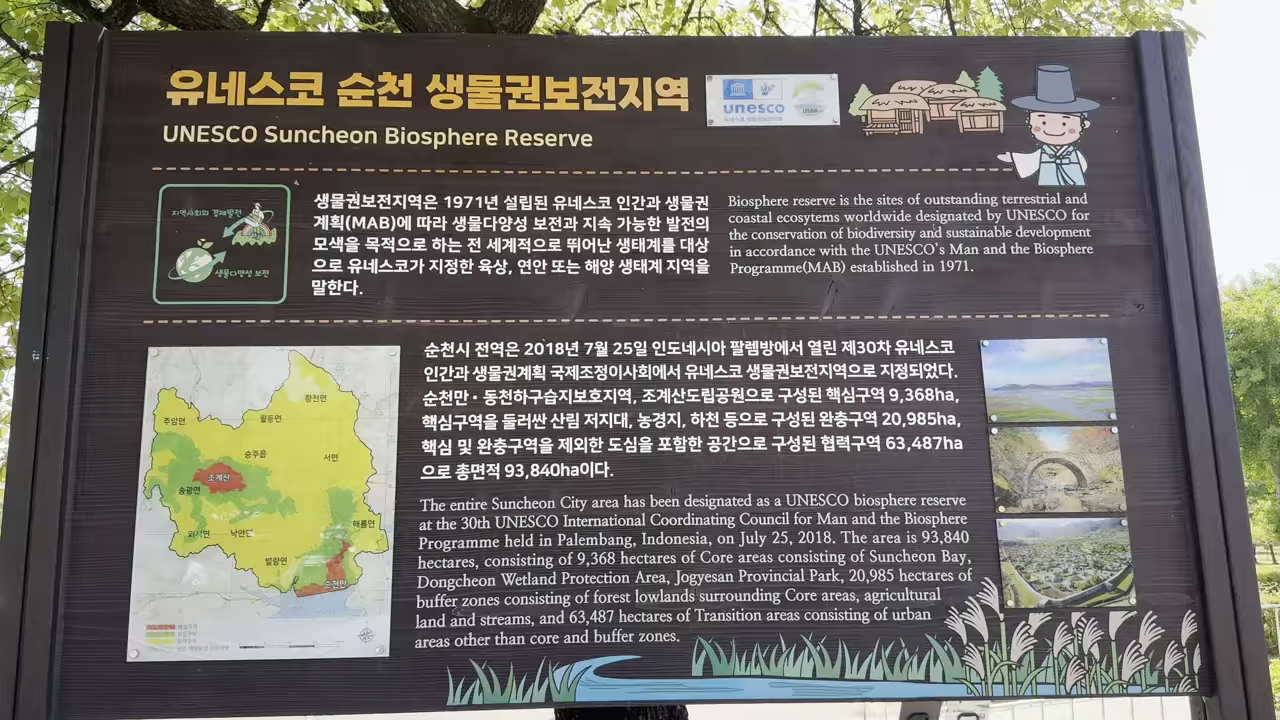 유네스코 순천 생물권보전지역
UNESCO Suncheon Biosphere Reserve
unesco
지역사회의 경제발전
생물다양성 보전
생물권보전지역은 1971년 설립된 유네스코 인간과 생물권
계획(MAB)에 따라 생물다양성 보전과 지속 가능한 발전의
모색을 목적으로 하는 전 세계적으로 뛰어난 생태계를 대상
으로 유네스코가 지정한 육상, 연안 또는 해양 생태계 지역을
말한다.
Biosphere reserve is the sites of outstanding terrestrial and
coastal ecosytems worldwide designated by UNESCO for
the conservation of biodiversity and sustainable development
in accordance with the UNESCO's Man and the Biosphere
Programme(MAB) established in 1971.
황전면
주암면
월등면
승주읍
서면
조계산
송광면
해룡면
외서면
낙안면
별량면
순천만
순천시 전역은 2018년 7월 25일 인도네시아 팔렘방에서 열린 제30차 유네스코
인간과 생물권계획 국제조정이사회에서 유네스코 생물권보전지역으로 지정되었다.
순천만 · 동천하구습지보호지역, 조계산도립공원으로 구성된 핵심구역 9,368ha,
핵심구역을 둘러싼 산림 저지대, 농경지, 하천 등으로 구성된 완충구역 20,985ha,
핵심 및 완충구역을 제외한 도심을 포함한 공간으로 구성된 협력구역 63,487ha
으로 총면적 93,840ha이다.
The entire Suncheon City area has been designated as a UNESCO biosphere reserve
at the 30th UNESCO International Coordinating Council for Man and the Biosphere
Programme held in Palembang, Indonesia, on July 25, 2018. The area is 93,840
hectares, consisting of 9,368 hectares of Core areas consisting of Suncheon Bay,
Dongcheon Wetland Protection Area, Jogyesan Provincial Park, 20,985 hectares of
buffer zones consisting of forest lowlands surrounding Core areas, agricultural
land and streams, and 63,487 hectares of Transition areas consisting of urban
areas other than core and buffer zones.